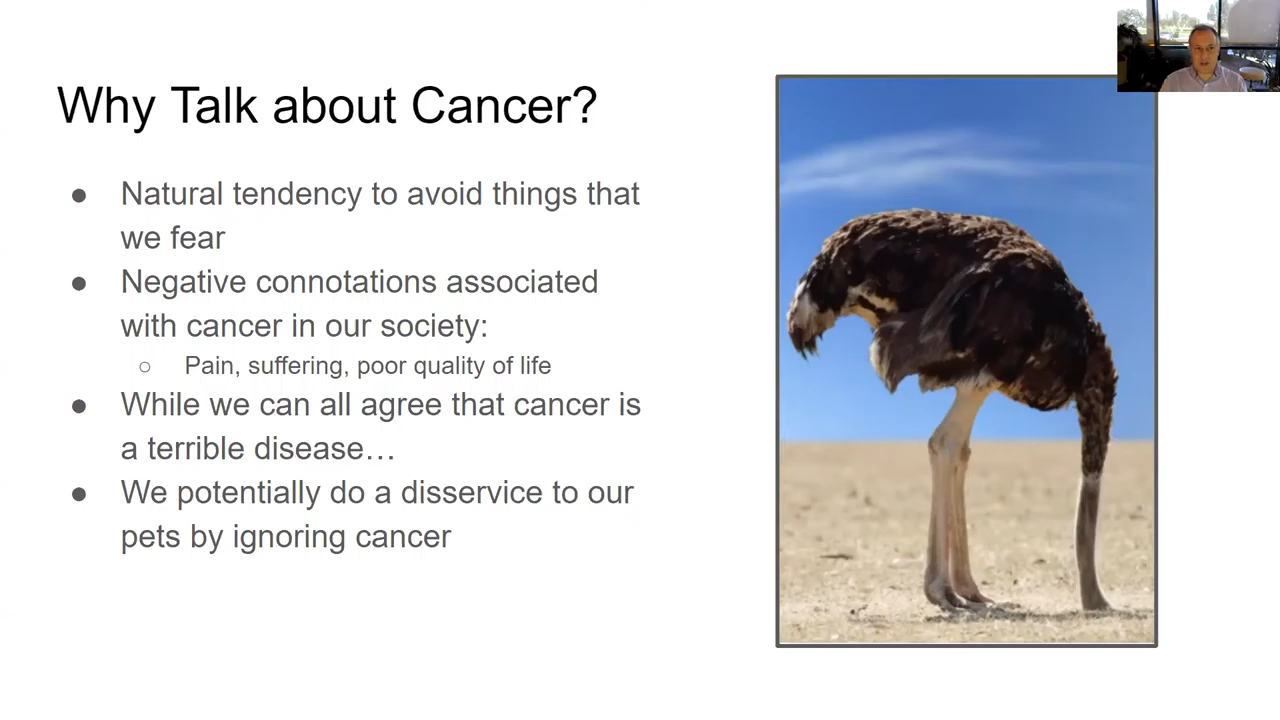 Why Talk about Cancer?
● Natural tendency to avoid things that
we fear
● Negative connotations associated
with cancer in our society:
○ Pain, suffering, poor quality of life
● While we can all agree that cancer is
a terrible disease…
● We potentially do a disservice to our
pets by ignoring cancer